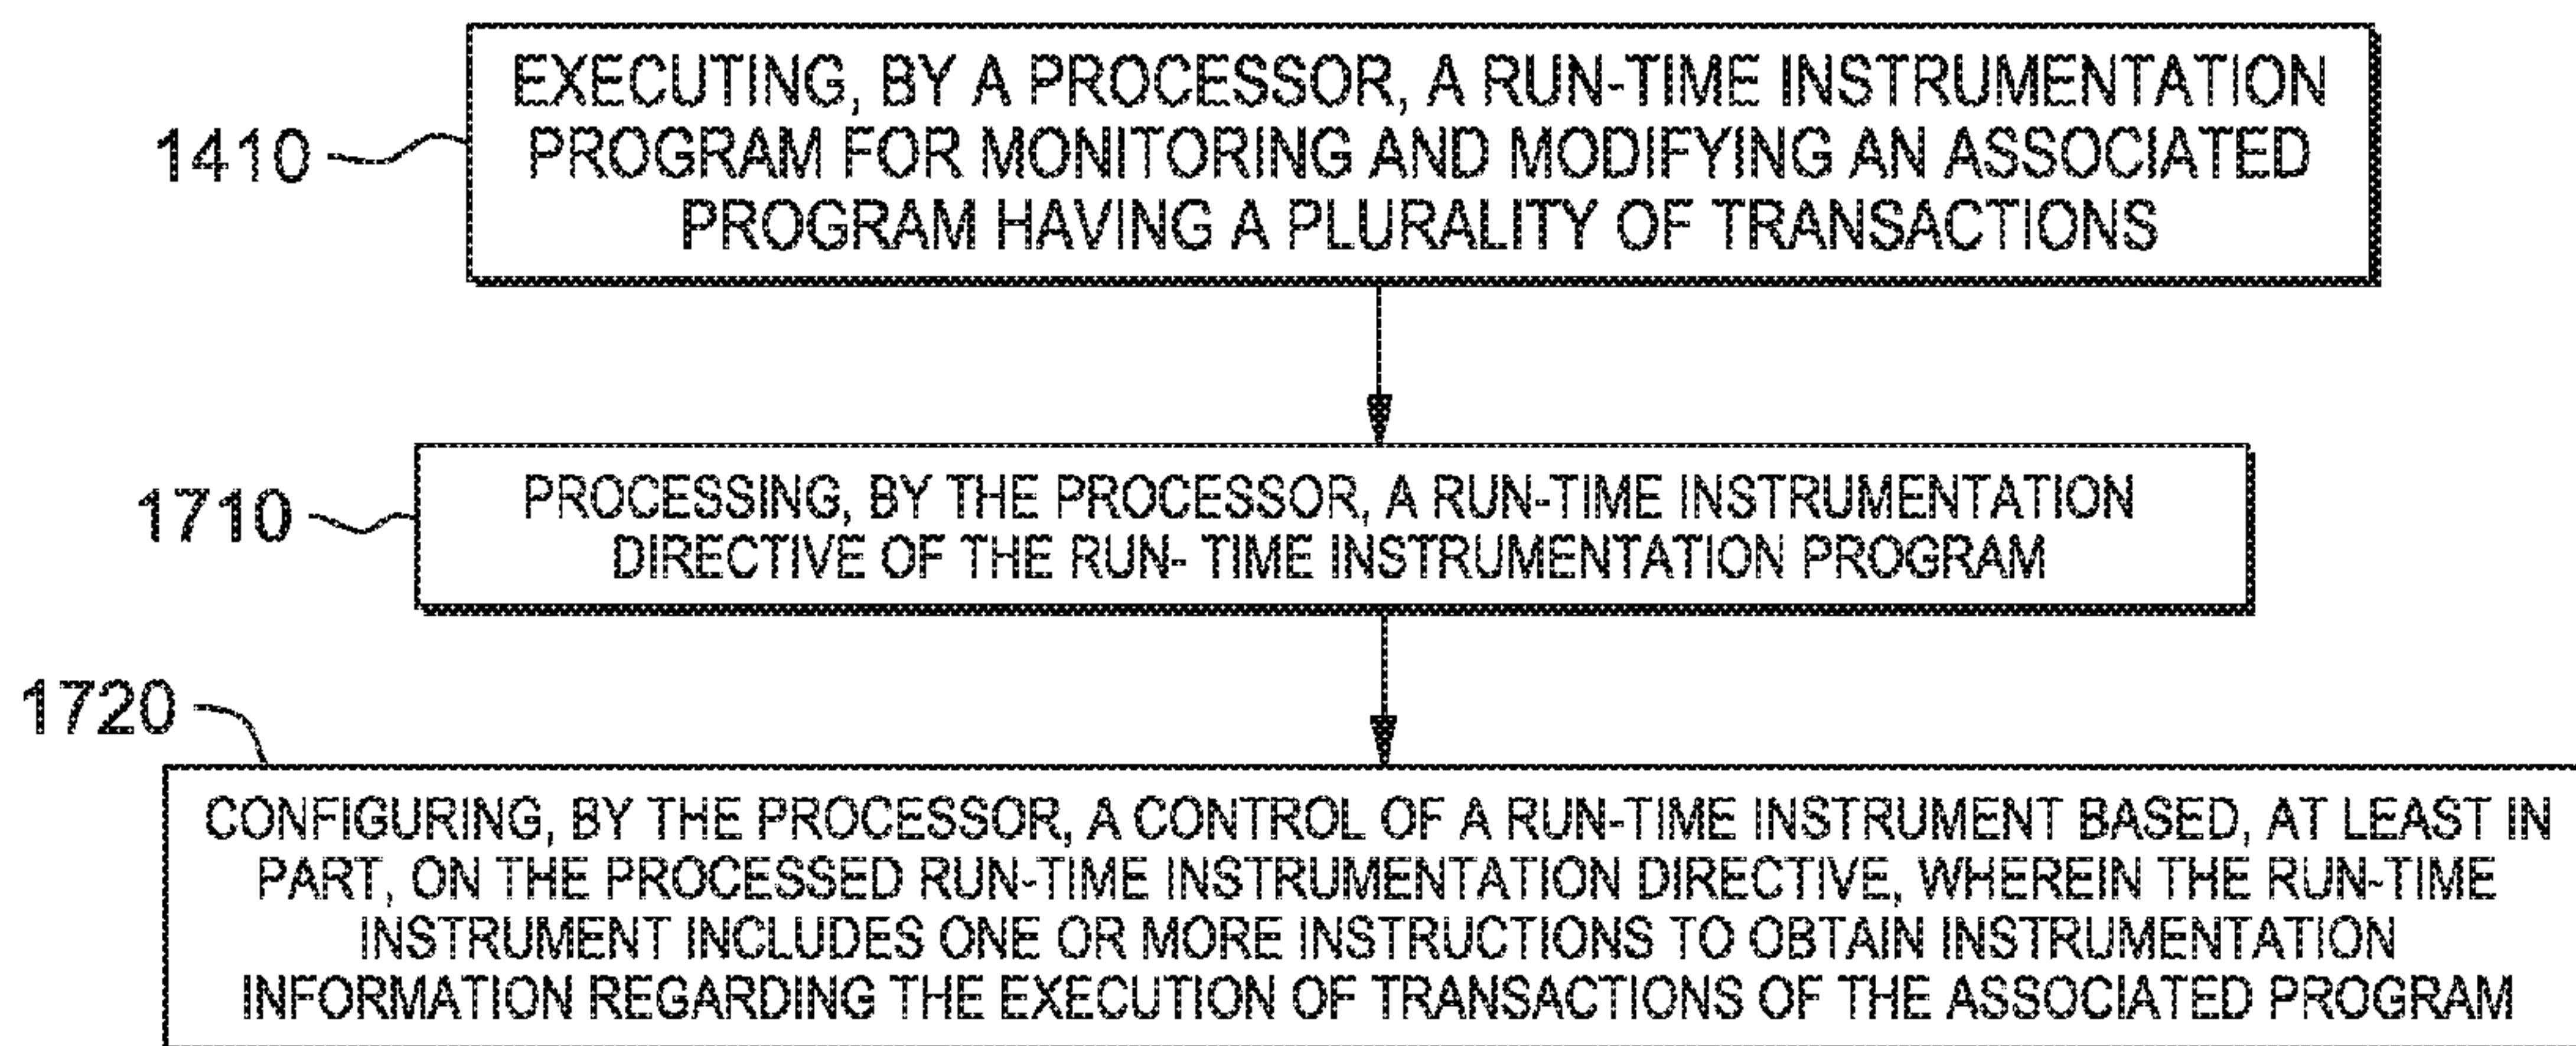 1410
EXECUTING, BY A PROCESSOR, A RUN-TIME INSTRUMENTATION
PROGRAM FOR MONITORING AND MODIFYING AN ASSOCIATED
PROGRAM HAVING A PLURALITY OF TRANSACTIONS
1710
PROCESSING, BY THE PROCESSOR, A RUN-TIME INSTRUMENTATION
DIRECTIVE OF THE RUN- TIME INSTRUMENTATION PROGRAM
1720
CONFIGURING, BY THE PROCESSOR, A CONTROL OF A RUN-TIME INSTRUMENT BASED, AT LEAST IN
PART, ON THE PROCESSED RUN-TIME INSTRUMENTATION DIRECTIVE, WHEREIN THE RUN-TIME
INSTRUMENT INCLUDES ONE OR MORE INSTRUCTIONS TO OBTAIN INSTRUMENTATION
INFORMATION REGARDING THE EXECUTION OF TRANSACTIONS OF THE ASSOCIATED PROGRAM